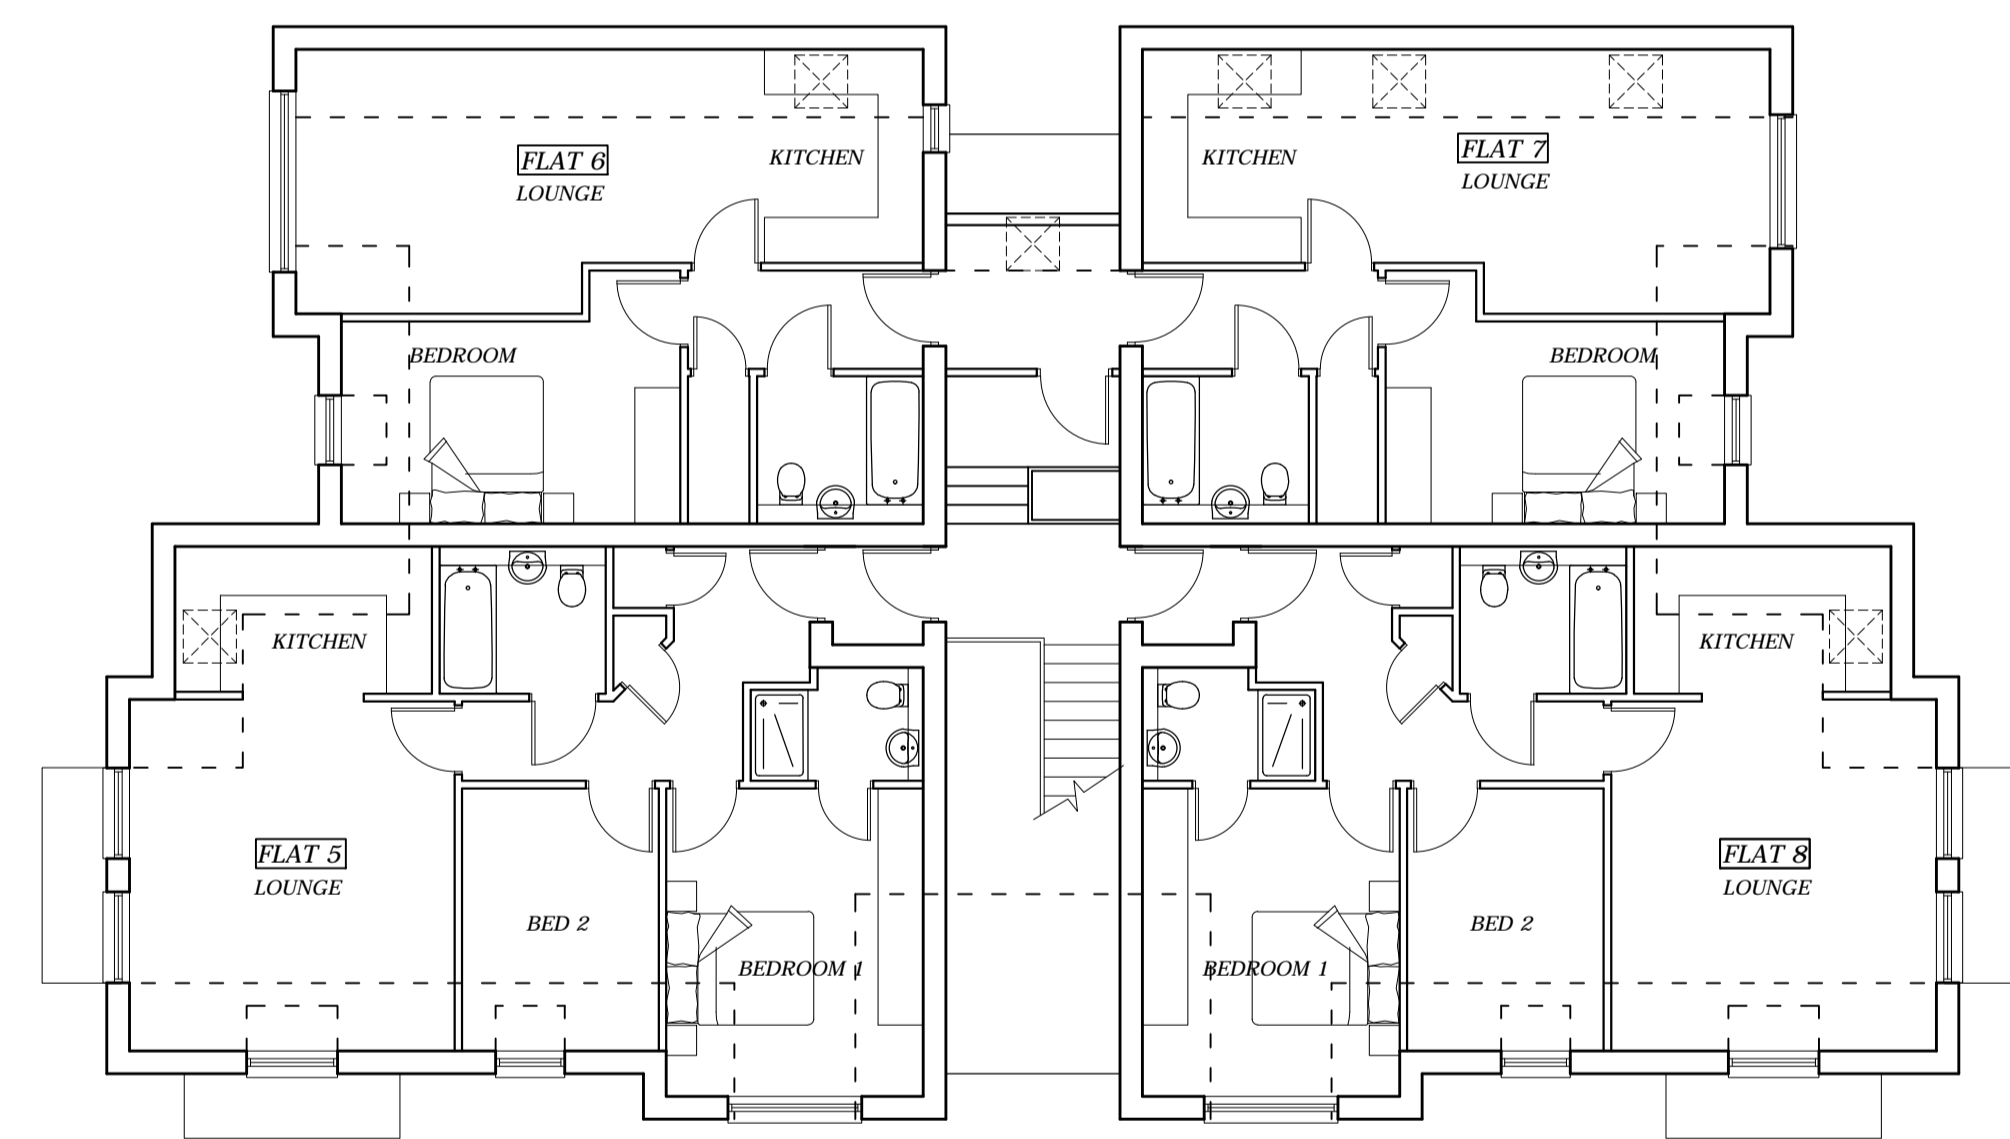 FLAT 6
LOUNGE
KITCHEN
KITCHEN
FLAT 7
LOUNGE
BEDROOM
BEDROOM
KITCHEN
KITCHEN
FLAT 5
LOUNGE
BED 2
BEDROOM 1
BEDROOM 1
BED 2
FLAT 8
LOUNGE